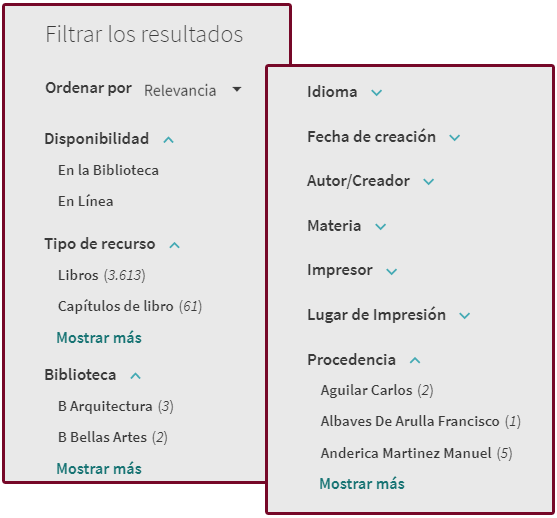 Filtrar los resultados
Ordenar por Relevancia
Disponibilidad
En la Biblioteca
En Línea
Tipo de recurso
Libros (3.613)
Capítulos de libro (61)
Mostrar más
Biblioteca
B Arquitectura (3)
B Bellas Artes (2)
Mostrar más
Idioma
Fecha de creación
Autor/Creador
Materia
Impresor
Lugar de Impresión
Procedencia
Aguilar Carlos (2)
Albaves De Arulla Francisco (1)
Anderica Martinez Manuel (5)
Mostrar más